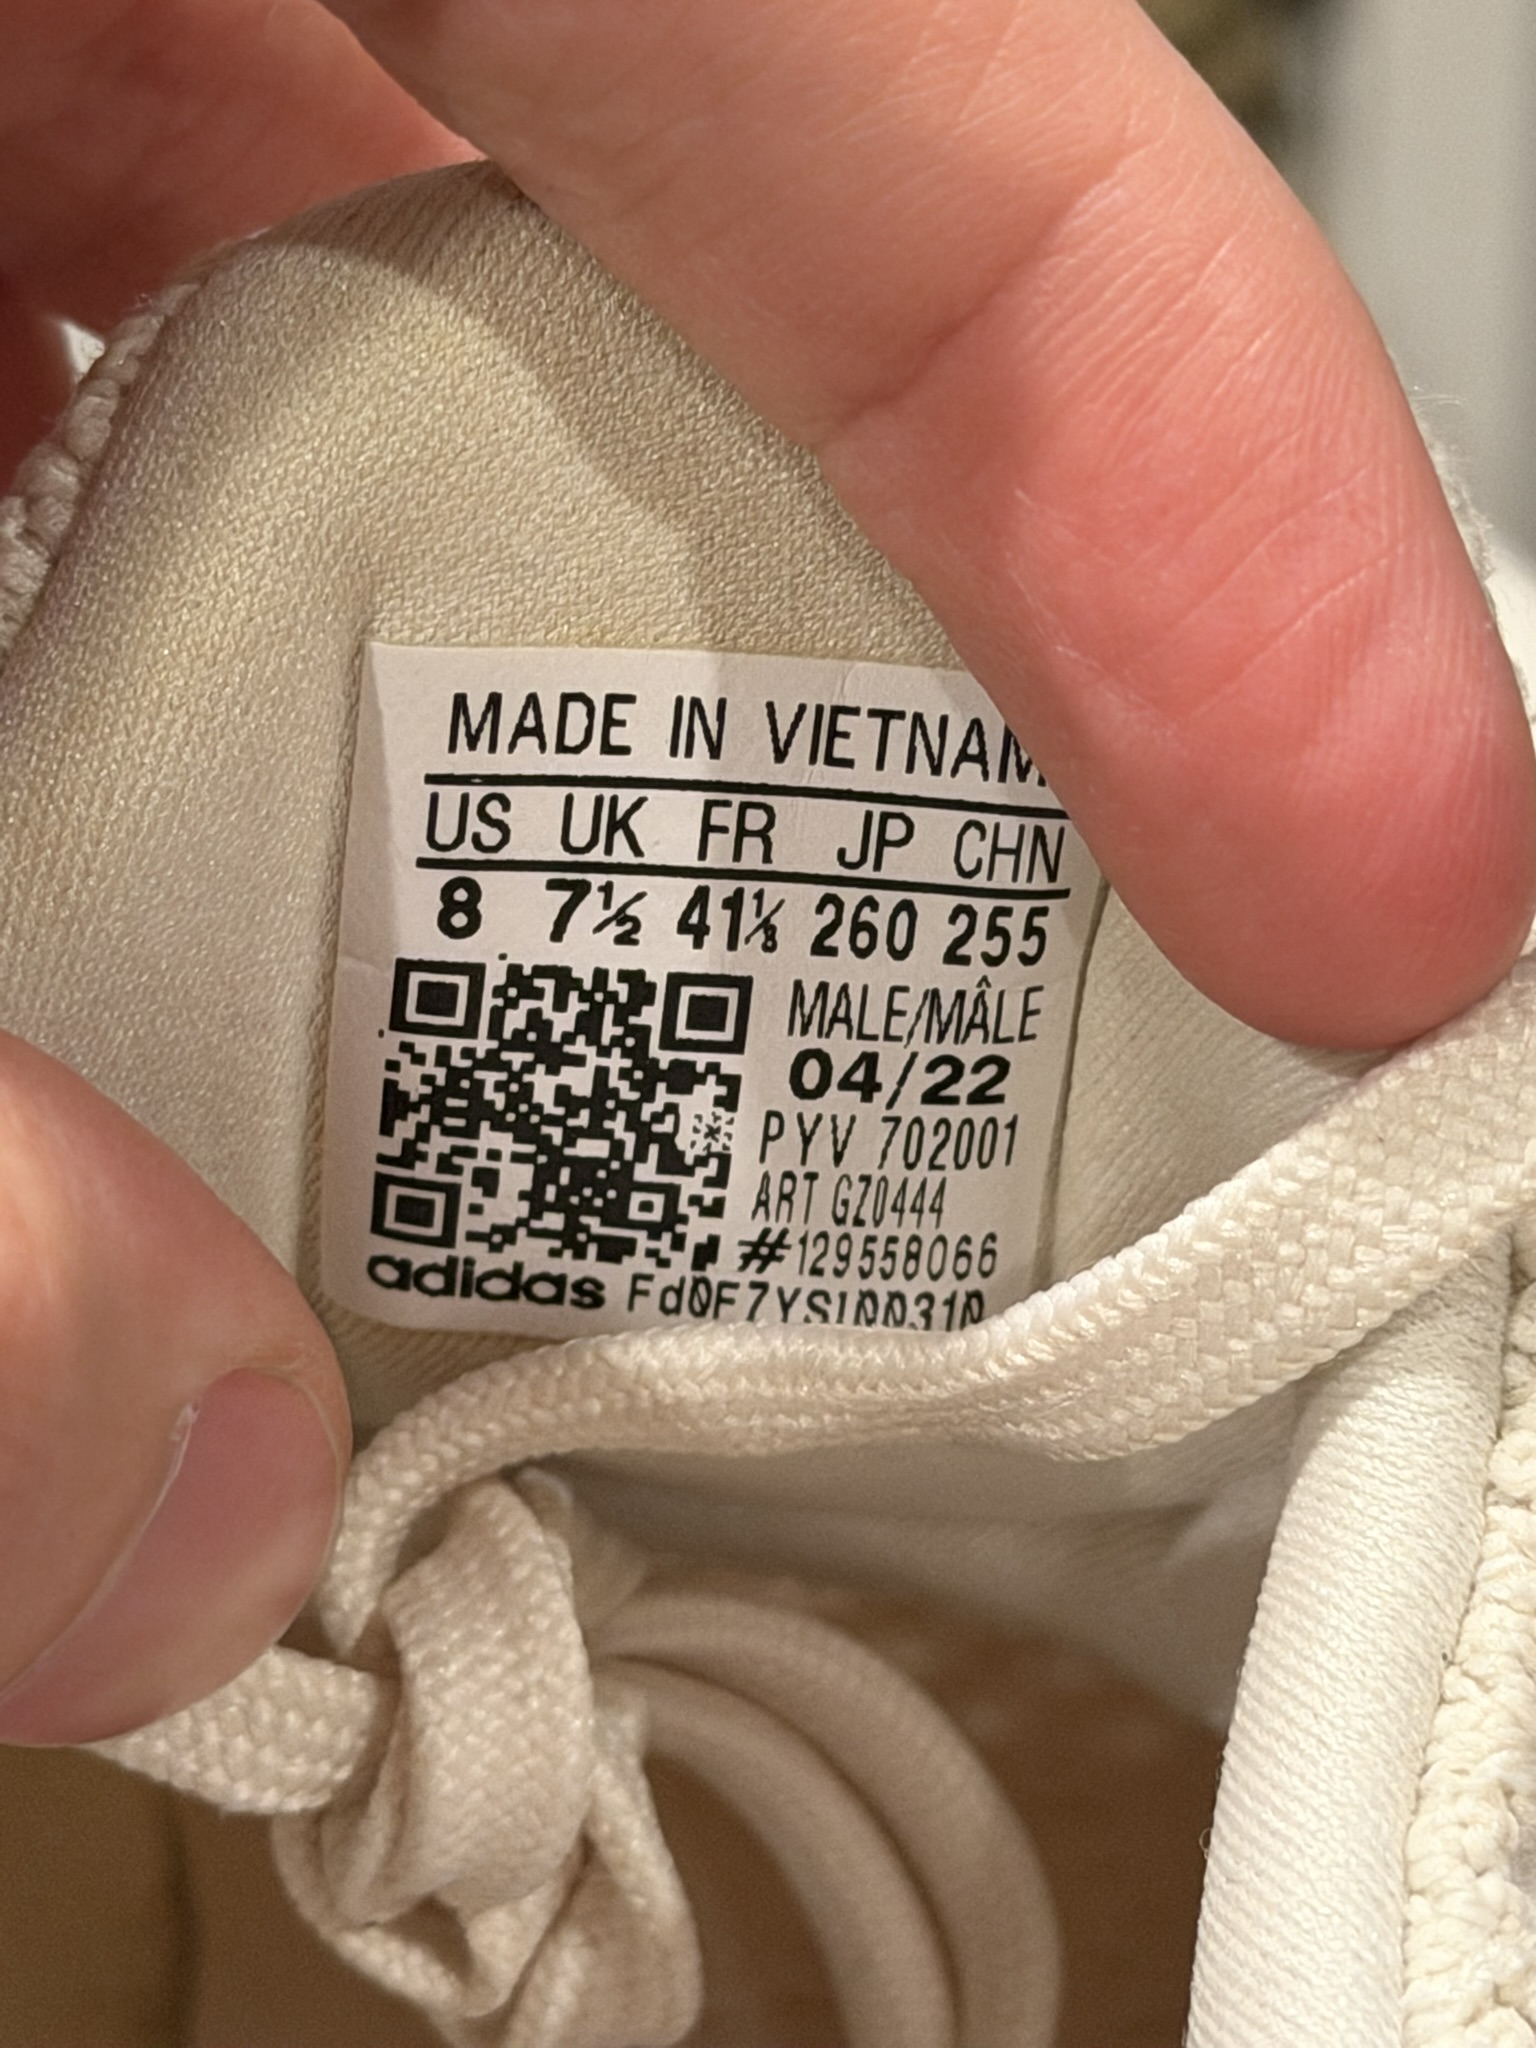 MADE IN VIETNAM
US UK FR JP CHN
8 7½ 41⅓ 260 255
MALE/MÂLE
04/22
PYV 702001
ART GZ0444
#129558066
adidas